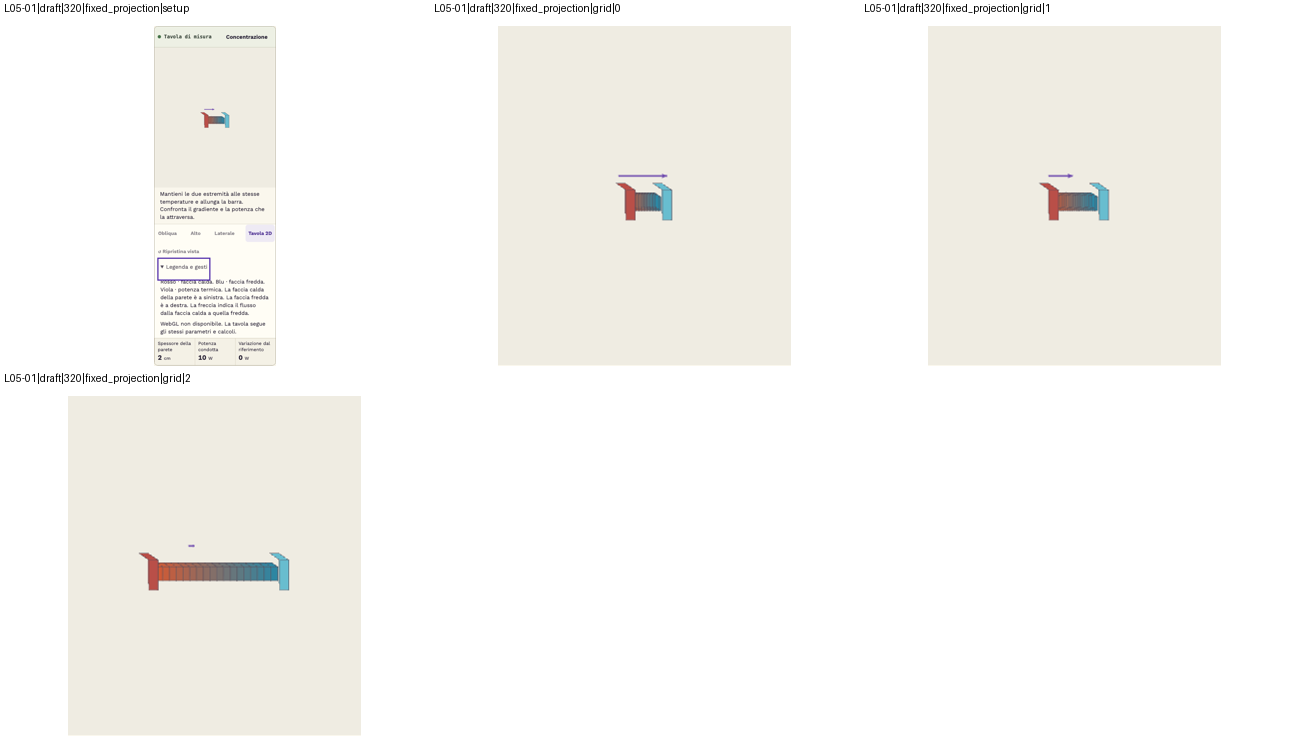 L05-01|draft|320|fixed_projection|setup
L05-01|draft|320|fixed_projection|grid|0
L05-01|draft|320|fixed_projection|grid|1
Tavola di misura
Concentrazione
Mantieni le due estremità alle stesse
temperature e allunga la barra.
Confronta il gradiente e la potenza che
la attraversa.
Obliqua
Alto
Laterale
Tavola 2D
↺ Ripristina vista
▾ Legenda e gesti
Rosso · faccia calda. Blu · faccia fredda.
Viola · potenza termica. La faccia calda
della parete è a sinistra. La faccia fredda
è a destra. La freccia indica il flusso
dalla faccia calda a quella fredda.
WebGL non disponibile. La tavola segue
gli stessi parametri e calcoli.
Spessore della
parete
2 cm
Potenza
condotta
10 W
Variazione dal
riferimento
0 W
L05-01|draft|320|fixed_projection|grid|2